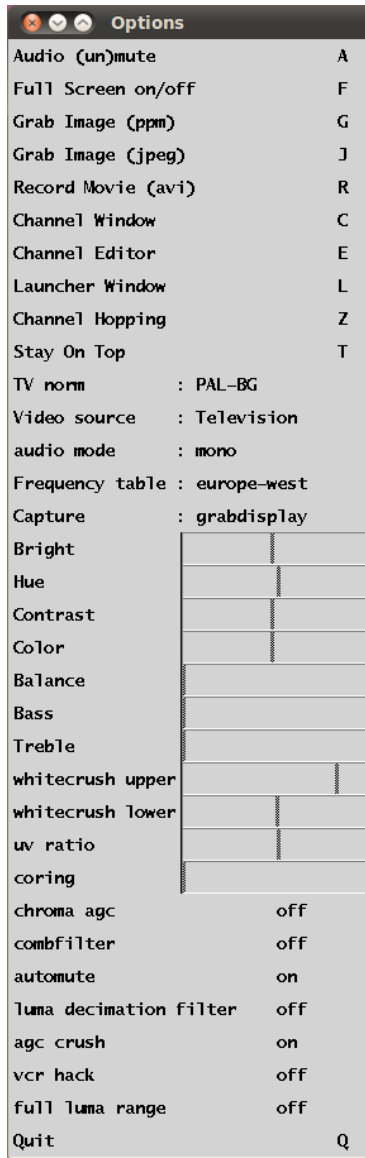 Options
Audio (un)mute A
Full Screen on/off F
Grab Image (ppm) G
Grab Image (jpeg) J
Record Movie (avi) R
Channel Window C
Channel Editor E
Launcher Window L
Channel Hopping Z
Stay On Top T
TV norm : PAL-BG
Video source : Television
audio mode : mono
Frequency table : europe-west
Capture : grabdisplay
Bright
Hue
Contrast
Color
Balance
Bass
Treble
whitecrush upper
whitecrush lower
uv ratio
coring
chroma agc off
combfilter off
automute on
luma decimation filter off
agc crush on
vcr hack off
full luma range off
Quit Q